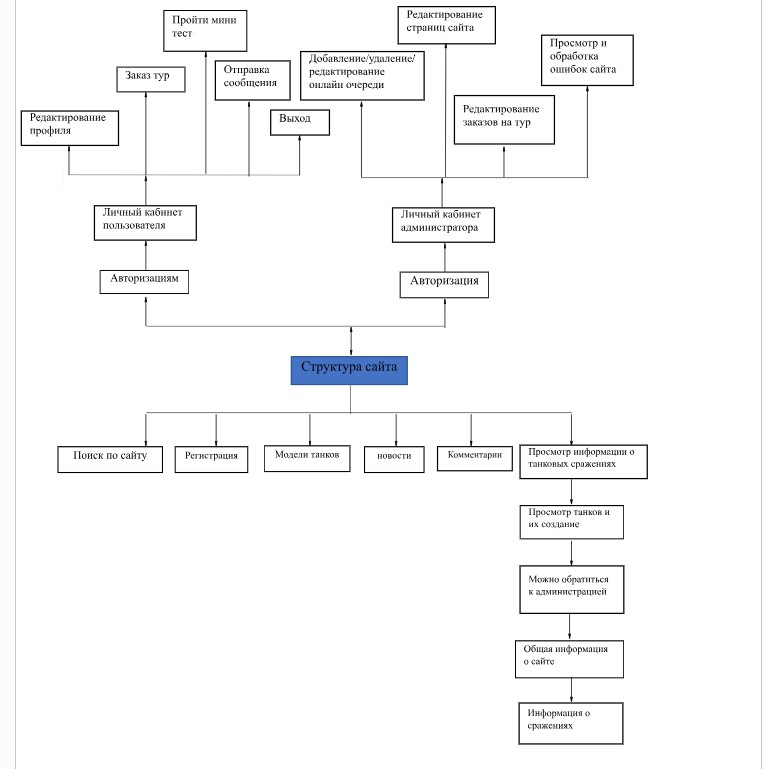 Редактирование
страниц сайта
Пройти мини
тест
Просмотр и
обработка
ошибок сайта
Добавление/удаление/
редактирование
онлайн очереди
Отправка
сообщения
Заказ тур
Редактирование
заказов на тур
Редактирование
профиля
Выход
Личный кабинет
пользователя
Личный кабинет
администратора
Авторизациям
Авторизация
Структура сайта
Поиск по сайту
Регистрация
Модели танков
новости
Комментарии
Просмотр информации о
танковых сражениях
Просмотр танков и
их создание
Можно обратиться
к администрацией
Общая информация
о сайте
Информация о
сражениях